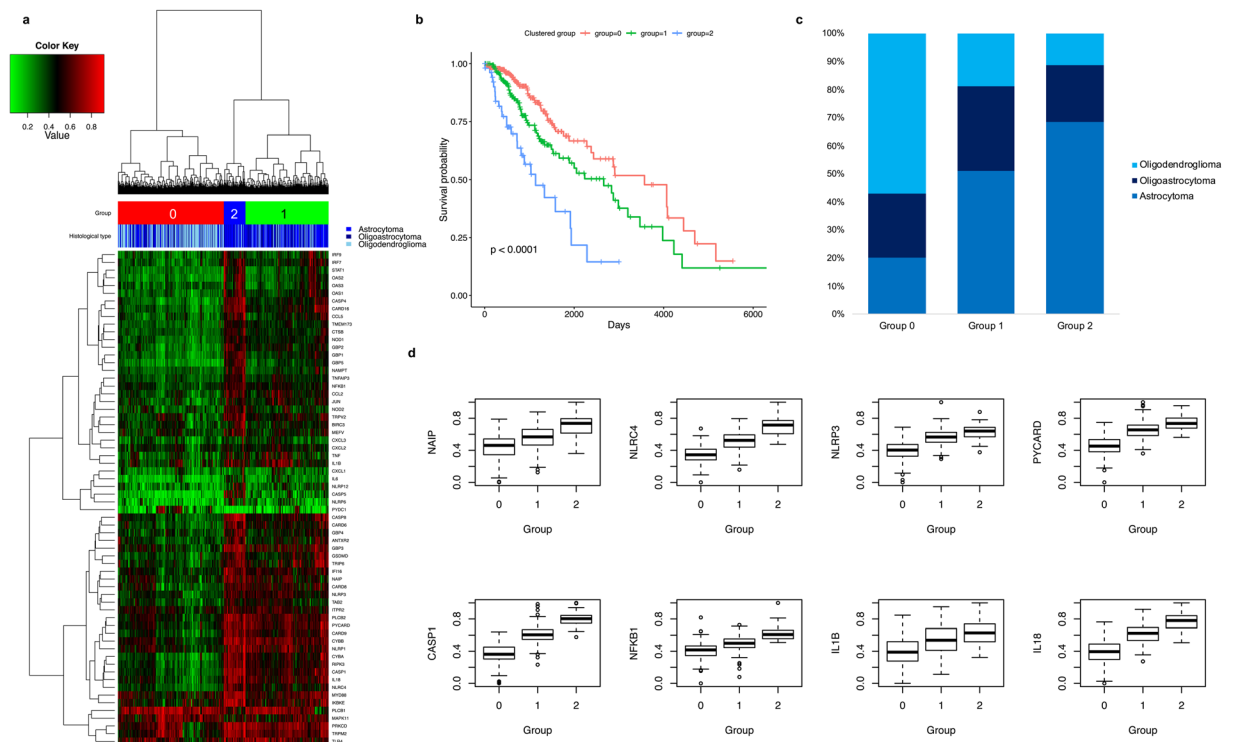 a
Color Key
0.2 0.4 0.6 0.8
Value
Group
0 2 1
Histological type
Astrocytoma
Oligoastrocytoma
Oligodendroglioma
IRF9
IRF7
STAT1
OAS2
OAS3
OAS1
CASP4
CARD16
CCL5
TMEM173
CTSB
NOD1
GBP2
GBP1
GBP5
NAMPT
TNFAIP3
NFKB1
CCL2
JUN
NOD2
TRPV2
BIRC3
MEFV
CXCL3
CXCL2
TNF
IL1B
CXCL1
IL6
NLRP12
CASP5
NLRP6
PYDC1
CASP8
CARD6
GBP4
ANTXR2
GBP3
GSDMD
TRIP6
IFI16
NAIP
CARD8
NLRP3
TAB2
ITPR2
PLCB2
PYCARD
CARD9
CYBB
NLRP1
CYBA
RIPK3
CASP1
IL18
NLRC4
MYD88
IKBKE
PLCB1
MAPK11
PRKCD
TRPM2
TLR4
b
Clustered group group=0 group=1 group=2
Survival probability
1.00
0.75
0.50
0.25
0.00
p < 0.0001
0 2000 4000 6000
Days
c
100%
90%
80%
70%
60%
50%
40%
30%
20%
10%
0%
Group 0 Group 1 Group 2
Oligodendroglioma
Oligoastrocytoma
Astrocytoma
d
NAIP
0.0 0.4 0.8
0 1 2
Group
NLRC4
0.0 0.4 0.8
0 1 2
Group
NLRP3
0.0 0.4 0.8
0 1 2
Group
PYCARD
0.0 0.4 0.8
0 1 2
Group
CASP1
0.0 0.4 0.8
0 1 2
Group
NFKB1
0.0 0.4 0.8
0 1 2
Group
IL1B
0.0 0.4 0.8
0 1 2
Group
IL18
0.0 0.4 0.8
0 1 2
Group